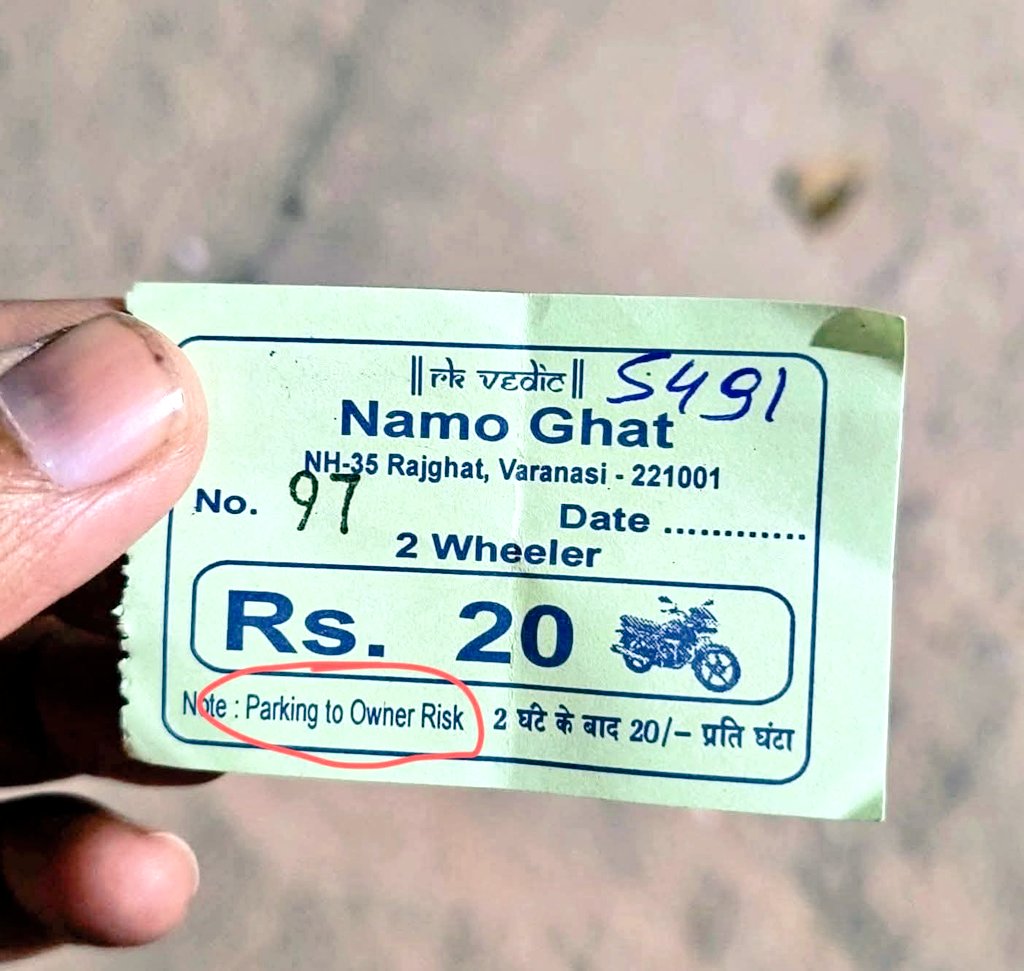 ॥rk vedic॥ 5491
Namo Ghat
NH-35 Rajghat, Varanasi - 221001
No. 97 Date ............
2 Wheeler
Rs. 20
Note : Parking to Owner Risk 2 घंटे के बाद 20/- प्रति घंटा